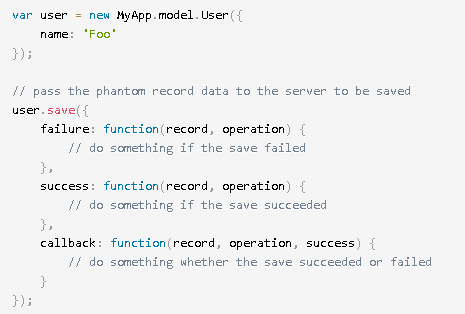 var user = new MyApp.model.User({
    name: 'Foo'
});

// pass the phantom record data to the server to be saved
user.save({
    failure: function(record, operation) {
        // do something if the save failed
    },
    success: function(record, operation) {
        // do something if the save succeeded
    },
    callback: function(record, operation, success) {
        // do something whether the save succeeded or failed
    }
});